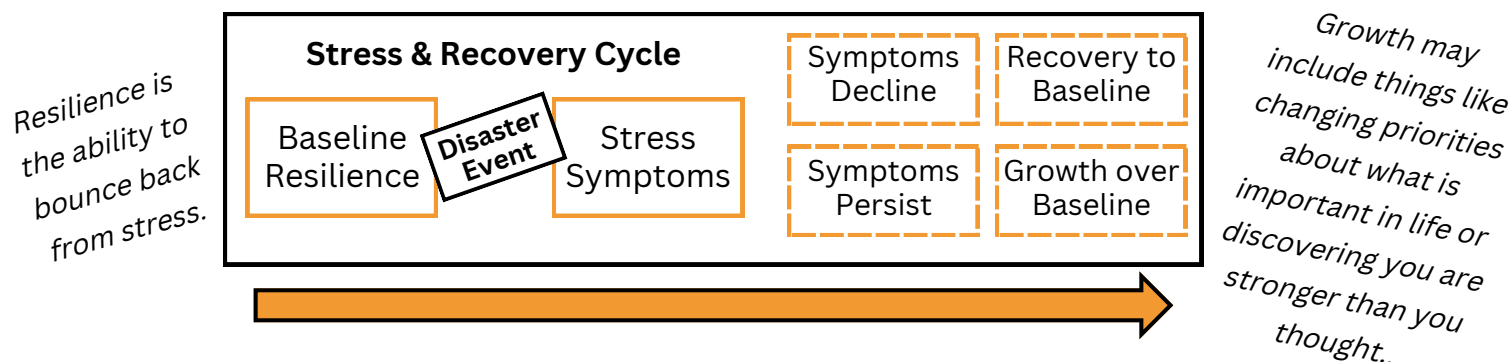 Resilience is
the ability to
bounce back
from stress.
Stress & Recovery Cycle
Baseline
Resilience
Disaster
Event
Stress
Symptoms
Symptoms
Decline
Recovery to
Baseline
Symptoms
Persist
Growth over
Baseline
Growth may
include things like
changing priorities
about what is
important in life or
discovering you are
stronger than you
thought..